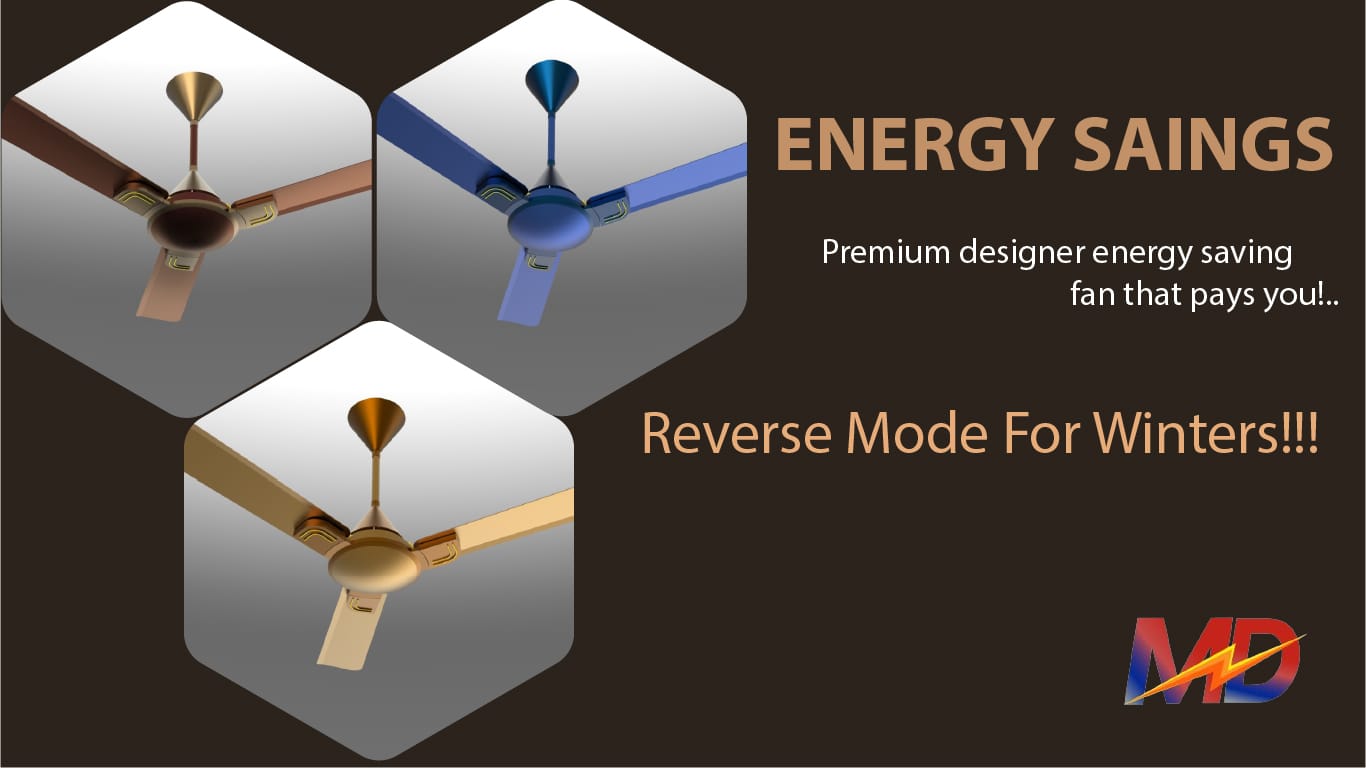 ENERGY SAINGS
Premium designer energy saving
fan that pays you!..
Reverse Mode For Winters!!!
MD